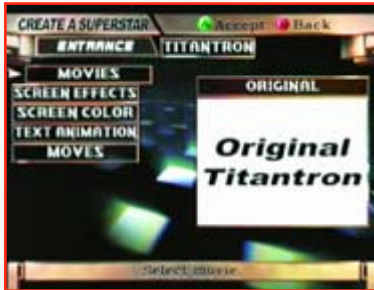 CREATE A SUPERSTAR Accept Back
ENTRANCE TITANTRON
MOVIES
SCREEN EFFECTS
SCREEN COLOR
TEXT ANIMATION
MOVES
ORIGINAL
Original
Titantron
Select movie.